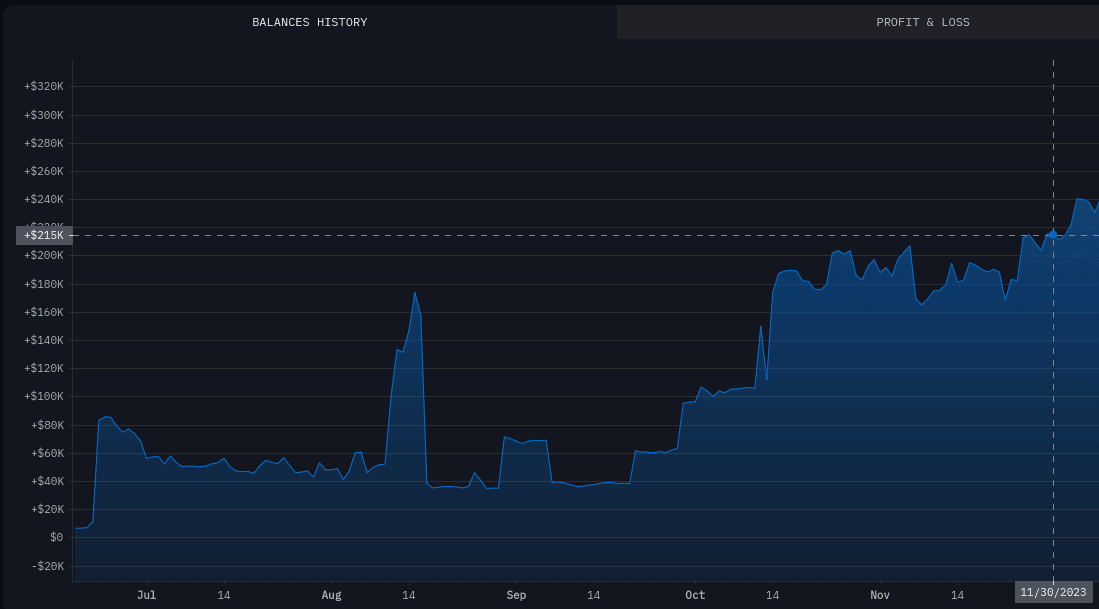 BALANCES HISTORY
PROFIT & LOSS
+$320K
+$300K
+$280K
+$260K
+$240K
+$215K
+$200K
+$180K
+$160K
+$140K
+$120K
+$100K
+$80K
+$60K
+$40K
+$20K
$0
-$20K
Jul 14 Aug 14 Sep 14 Oct 14 Nov 14 11/30/2023